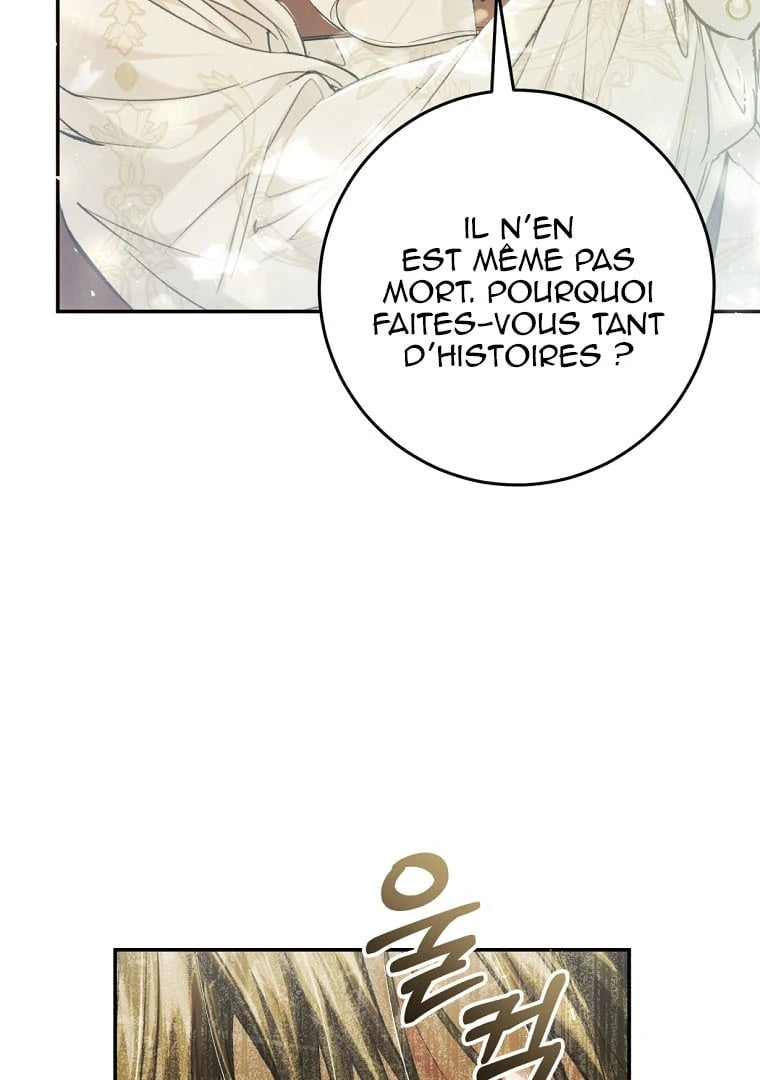 IL N'EN
EST MÊME PAS
MORT. POURQUOI
FAITES-VOUS TANT
D'HISTOIRES ?
울컥